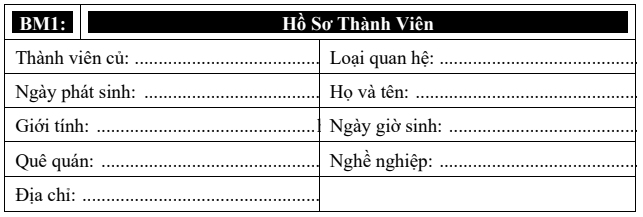 BM1: Hồ Sơ Thành Viên
Thành viên củ: ....................................... Loại quan hệ: ..........................................
Ngày phát sinh: ..................................... Họ và tên: ...............................................
Giới tính: .............................................. Ngày giờ sinh: ........................................
Quê quán: .............................................. Nghề nghiệp: ..........................................
Địa chỉ: ..................................................